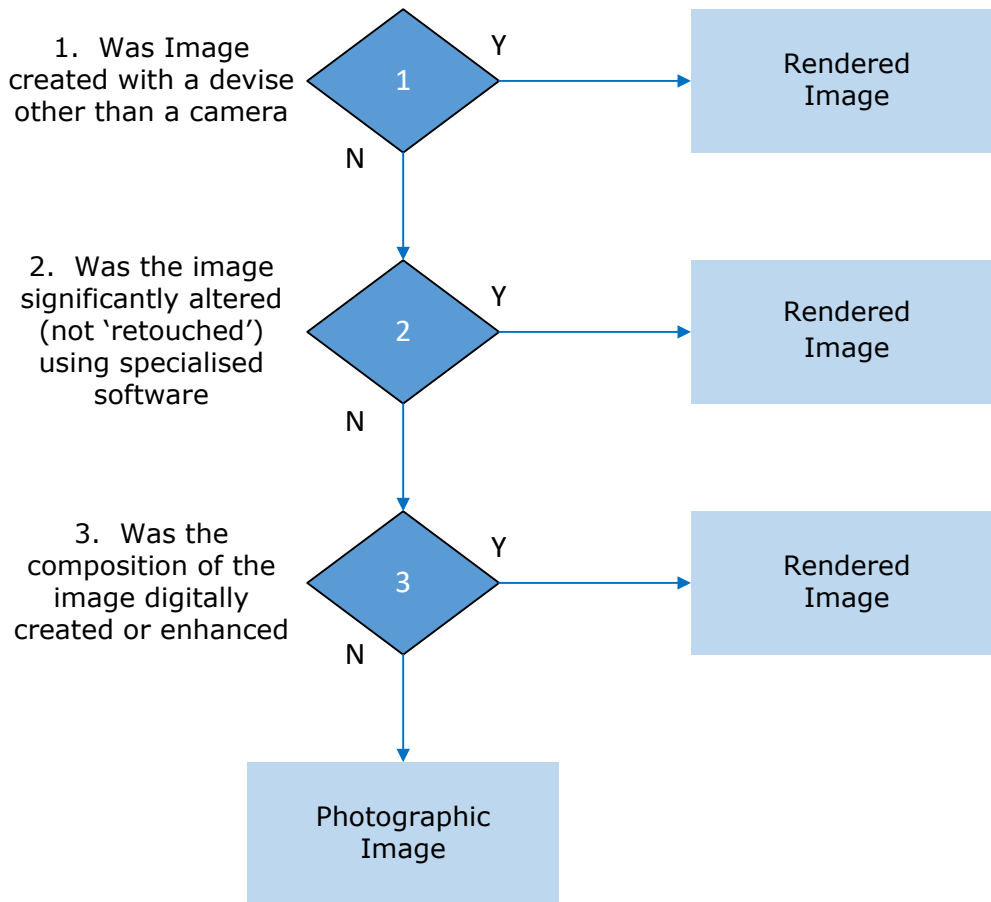 1. Was Image
created with a devise
other than a camera
1
Y
Rendered
Image
N
2. Was the image
significantly altered
(not ‘retouched’)
using specialised
software
2
Y
Rendered
Image
N
3. Was the
composition of the
image digitally
created or enhanced
3
Y
Rendered
Image
N
Photographic
Image